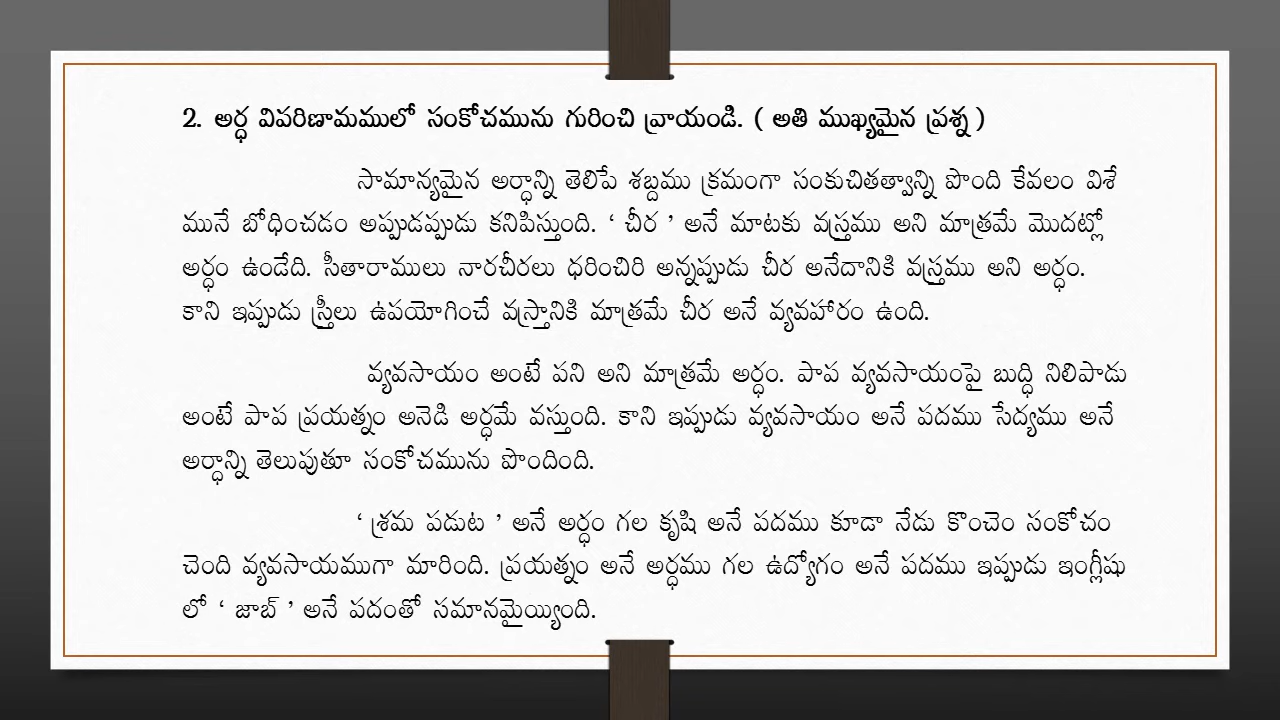 2. అర్ధ విపరిణామములో సంకోచమును గురించి వ్రాయండి. ( అతి ముఖ్యమైన ప్రశ్న )
సామాన్యమైన అర్ధాన్ని తెలిపే శబ్దము క్రమంగా సంకుచితత్వాన్ని పొంది కేవలం విశే
మునే బోధించడం అప్పుడప్పుడు కనిపిస్తుంది. ‘ చీర ’ అనే మాటకు వస్త్రము అని మాత్రమే మొదట్లో
అర్ధం ఉండేది. సీతారాములు నారచీరలు ధరించిరి అన్నప్పుడు చీర అనేదానికి వస్త్రము అని అర్ధం.
కాని ఇప్పుడు స్త్రీలు ఉపయోగించే వస్త్రానికి మాత్రమే చీర అనే వ్యవహారం ఉంది.
వ్యవసాయం అంటే పని అని మాత్రమే అర్ధం. పాప వ్యవసాయంపై బుద్ధి నిలిపాడు
అంటే పాప ప్రయత్నం అనెడి అర్ధమే వస్తుంది. కాని ఇప్పుడు వ్యవసాయం అనే పదము సేద్యము అనే
అర్ధాన్ని తెలుపుతూ సంకోచమును పొందింది.
‘ శ్రమ పడుట ’ అనే అర్ధం గల కృషి అనే పదము కూడా నేడు కొంచెం సంకోచం
చెంది వ్యవసాయముగా మారింది. ప్రయత్నం అనే అర్ధము గల ఉద్యోగం అనే పదము ఇప్పుడు ఇంగ్లీషు
లో ‘ జాబ్ ’ అనే పదంతో సమానమైయ్యింది.